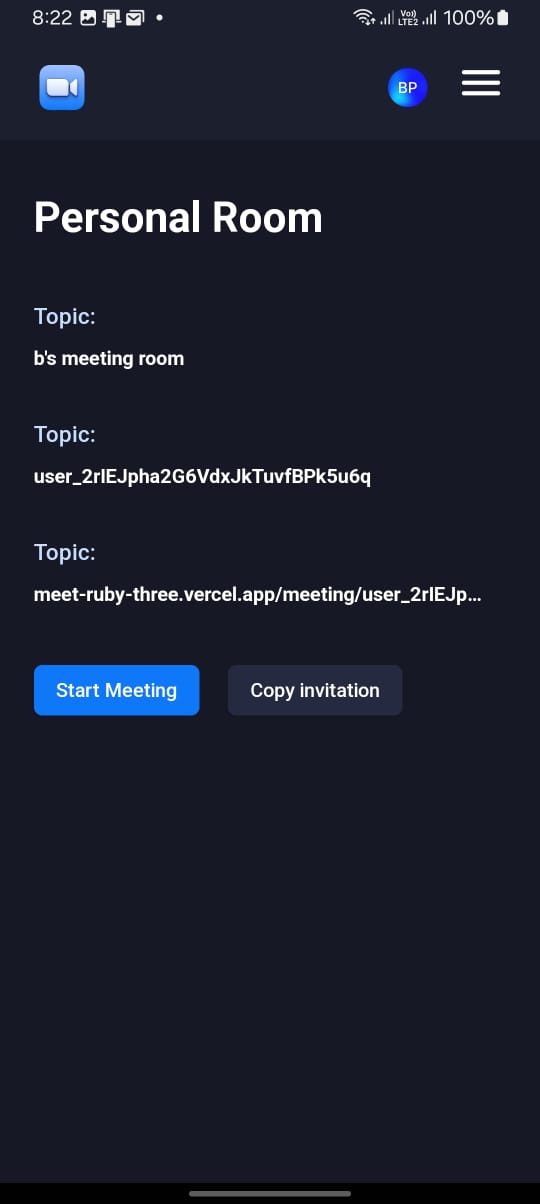 8:22
Vo))
LTE2
100%
BP
Personal Room
Topic:
b's meeting room
Topic:
user_2rIEJpha2G6VdxJkTuvfBPk5u6q
Topic:
meet-ruby-three.vercel.app/meeting/user_2rIEJp...
Start Meeting
Copy invitation